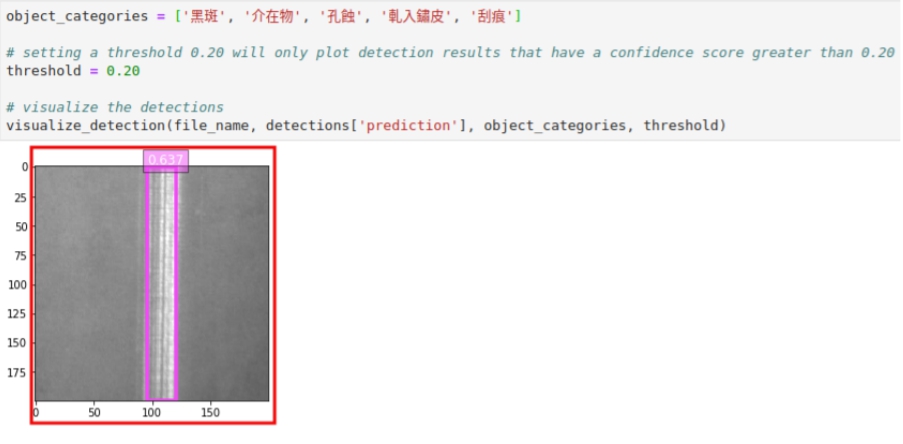 object_categories = ['黑斑', '介在物', '孔蝕', '軋入鏽皮', '刮痕']
# setting a threshold 0.20 will only plot detection results that have a confidence score greater than 0.20
threshold = 0.20
# visualize the detections
visualize_detection(file_name, detections['prediction'], object_categories, threshold)
0.637
0
25
50
75
100
125
150
175
0 50 100 150